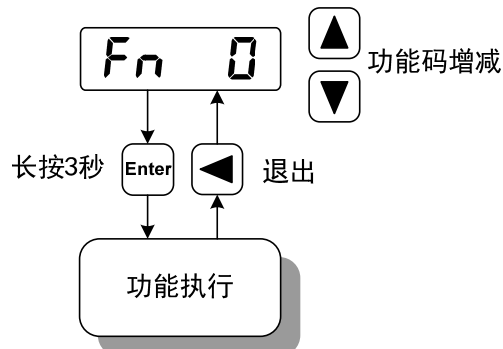 Fn 0
功能码增减
长按3秒
Enter
退出
功能执行